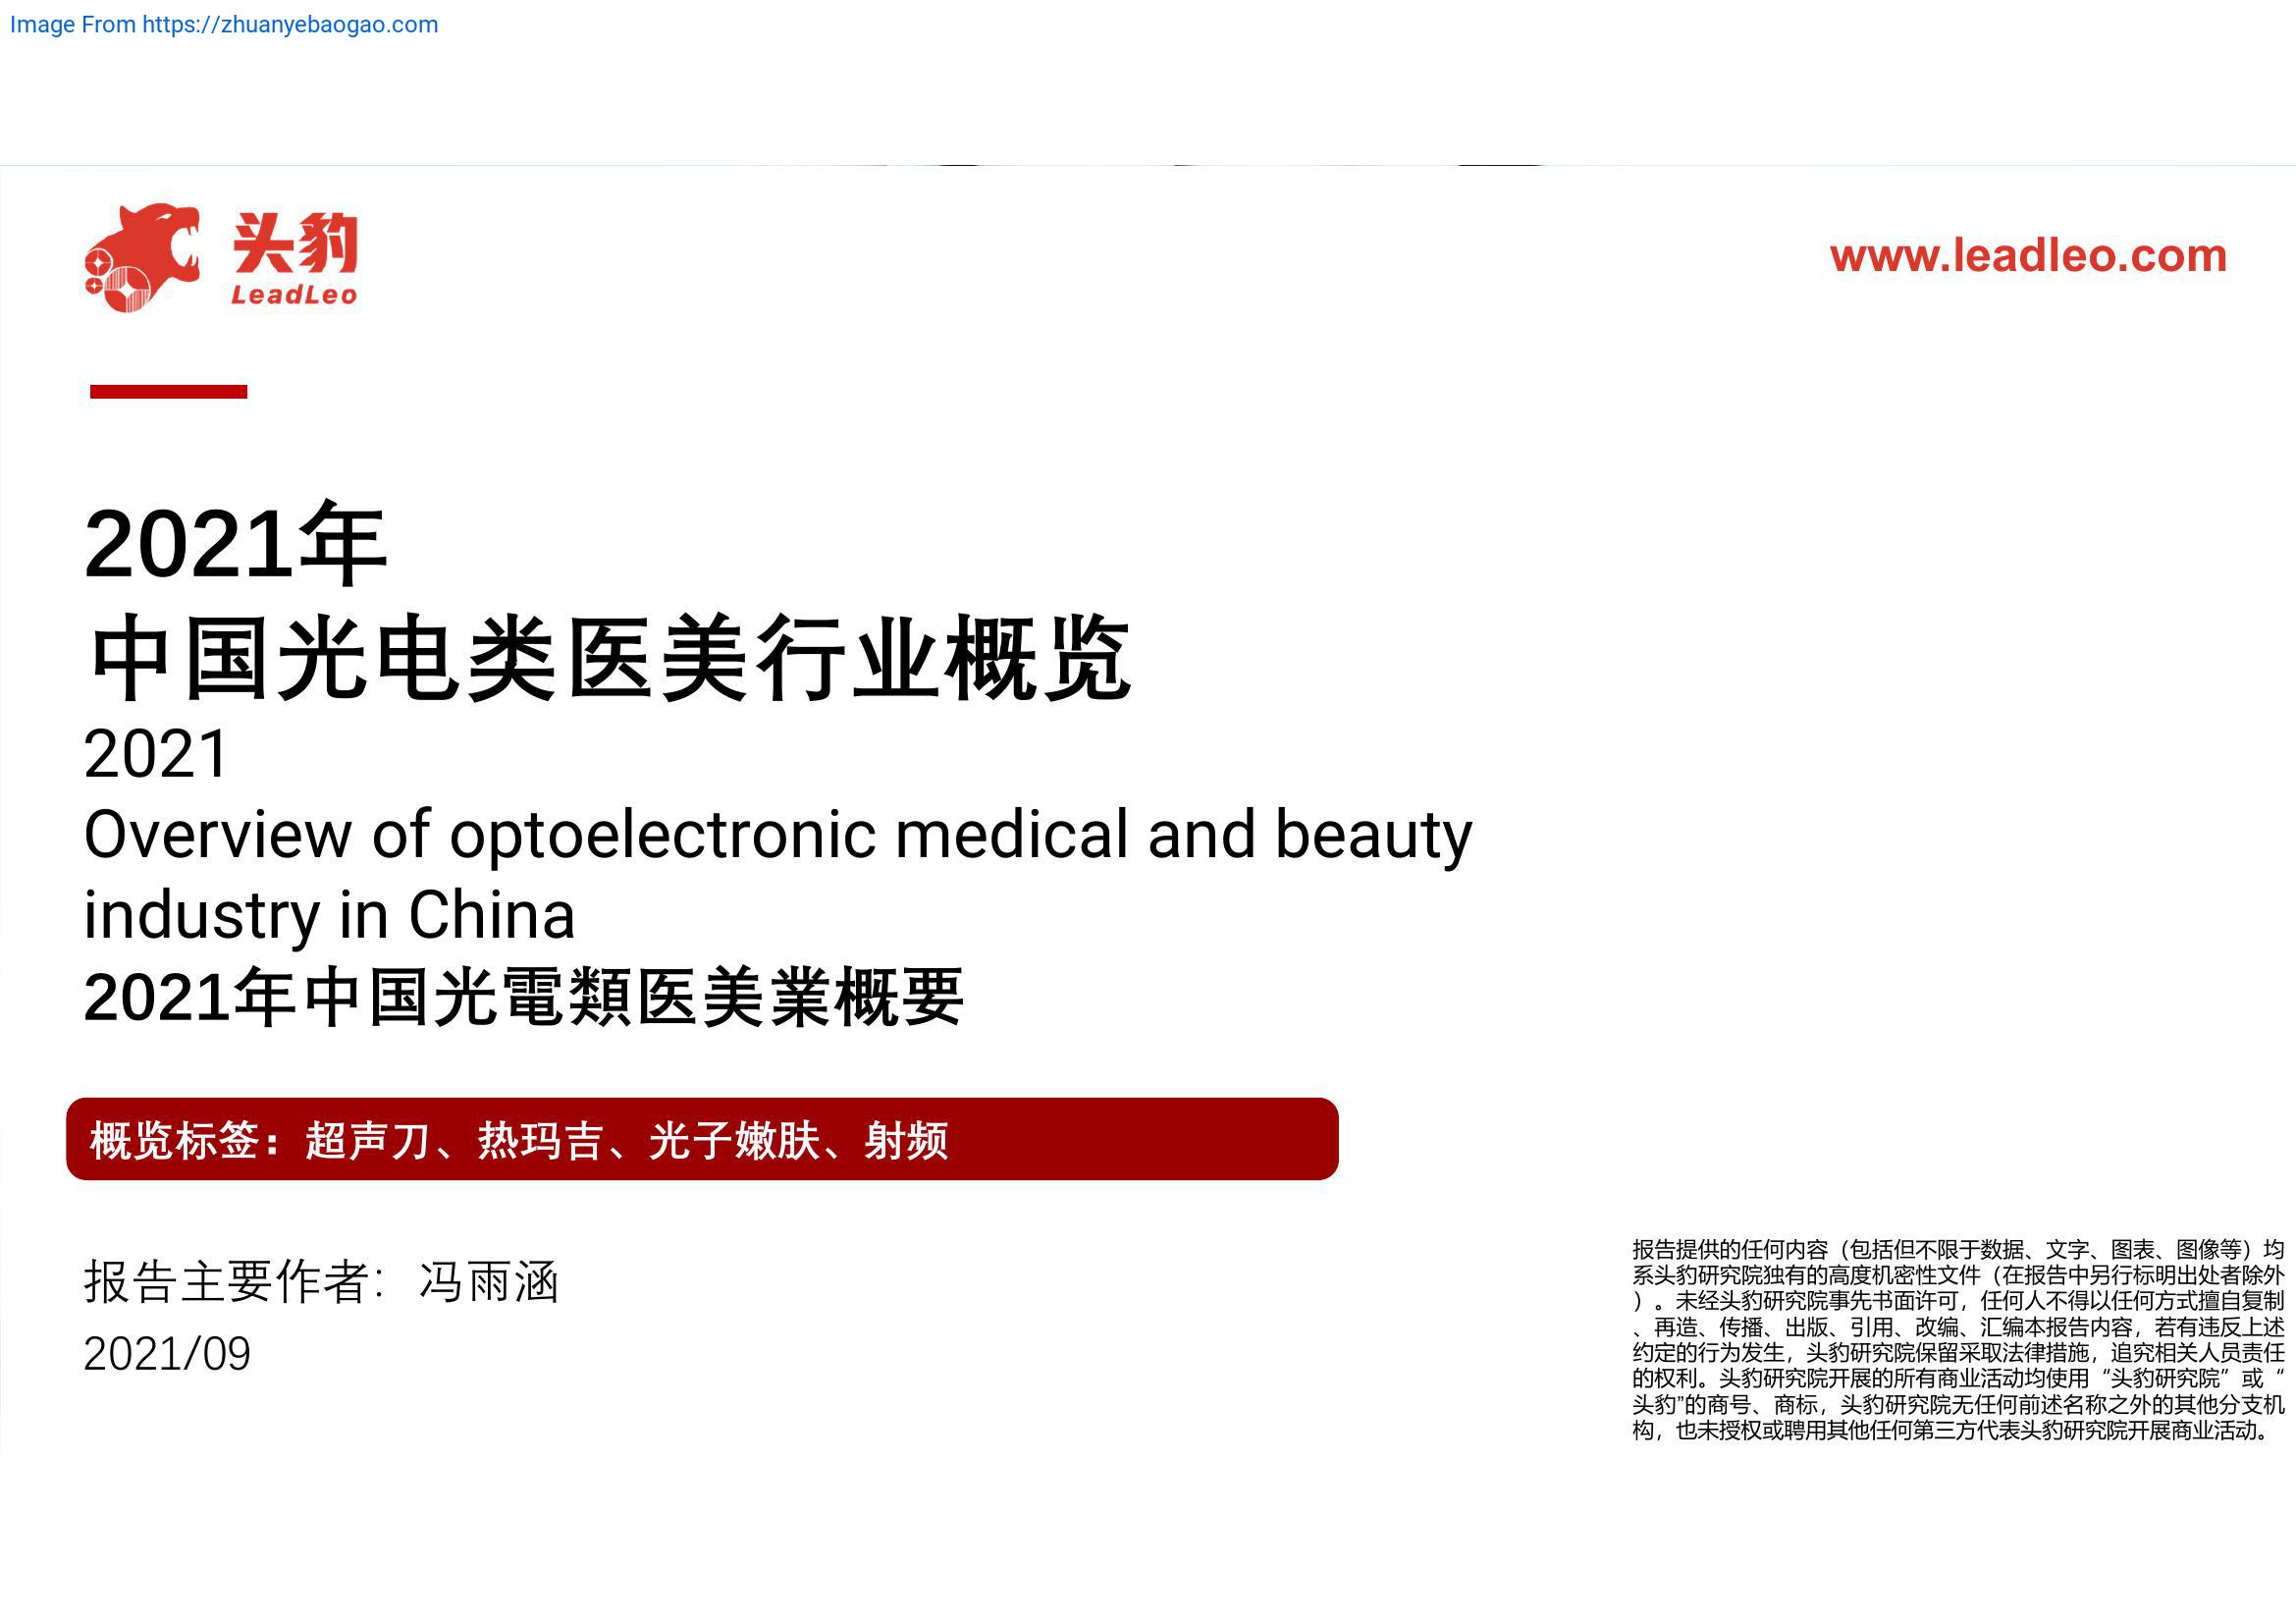 Image From https://zhuanyebaogao.com
头豹
LeadLeo
www.leadleo.com
2021年
中国光电类医美行业概览
2021
Overview of optoelectronic medical and beauty
industry in China
2021年中国光電類医美業概要
概览标签：超声刀、热玛吉、光子嫩肤、射频
报告主要作者：冯雨涵
2021/09
报告提供的任何内容（包括但不限于数据、文字、图表、图像等）均
系头豹研究院独有的高度机密性文件（在报告中另行标明出处者除外
）。未经头豹研究院事先书面许可，任何人不得以任何方式擅自复制
、再造、传播、出版、引用、改编、汇编本报告内容，若有违反上述
约定的行为发生，头豹研究院保留采取法律措施，追究相关人员责任
的权利。头豹研究院开展的所有商业活动均使用“头豹研究院”或“
头豹”的商号、商标，头豹研究院无任何前述名称之外的其他分支机
构，也未授权或聘用其他任何第三方代表头豹研究院开展商业活动。